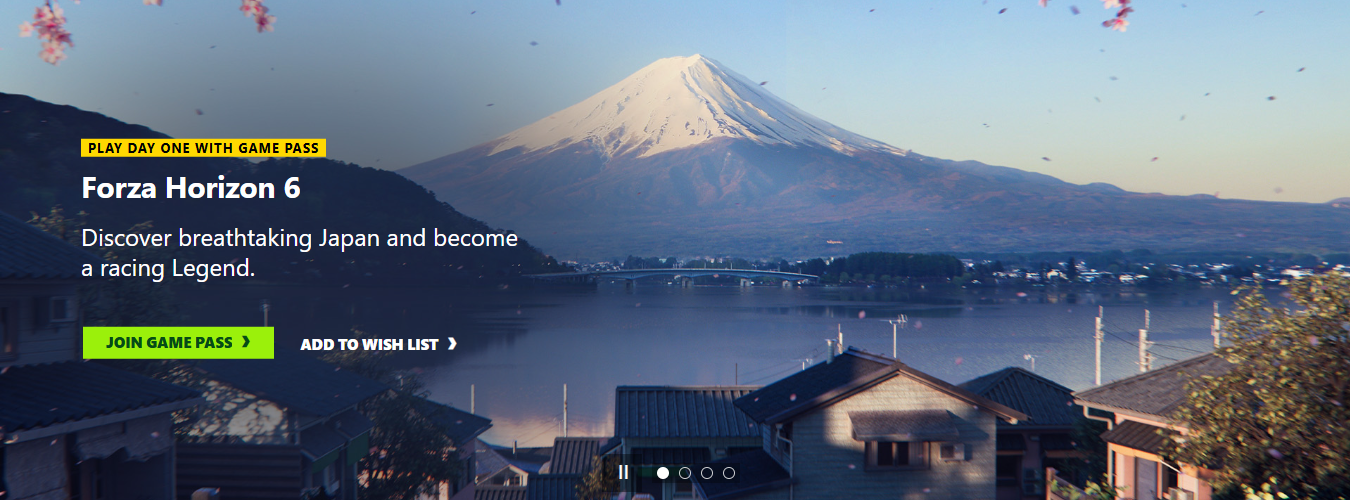 PLAY DAY ONE WITH GAME PASS
Forza Horizon 6
Discover breathtaking Japan and become
a racing Legend.
JOIN GAME PASS
ADD TO WISH LIST